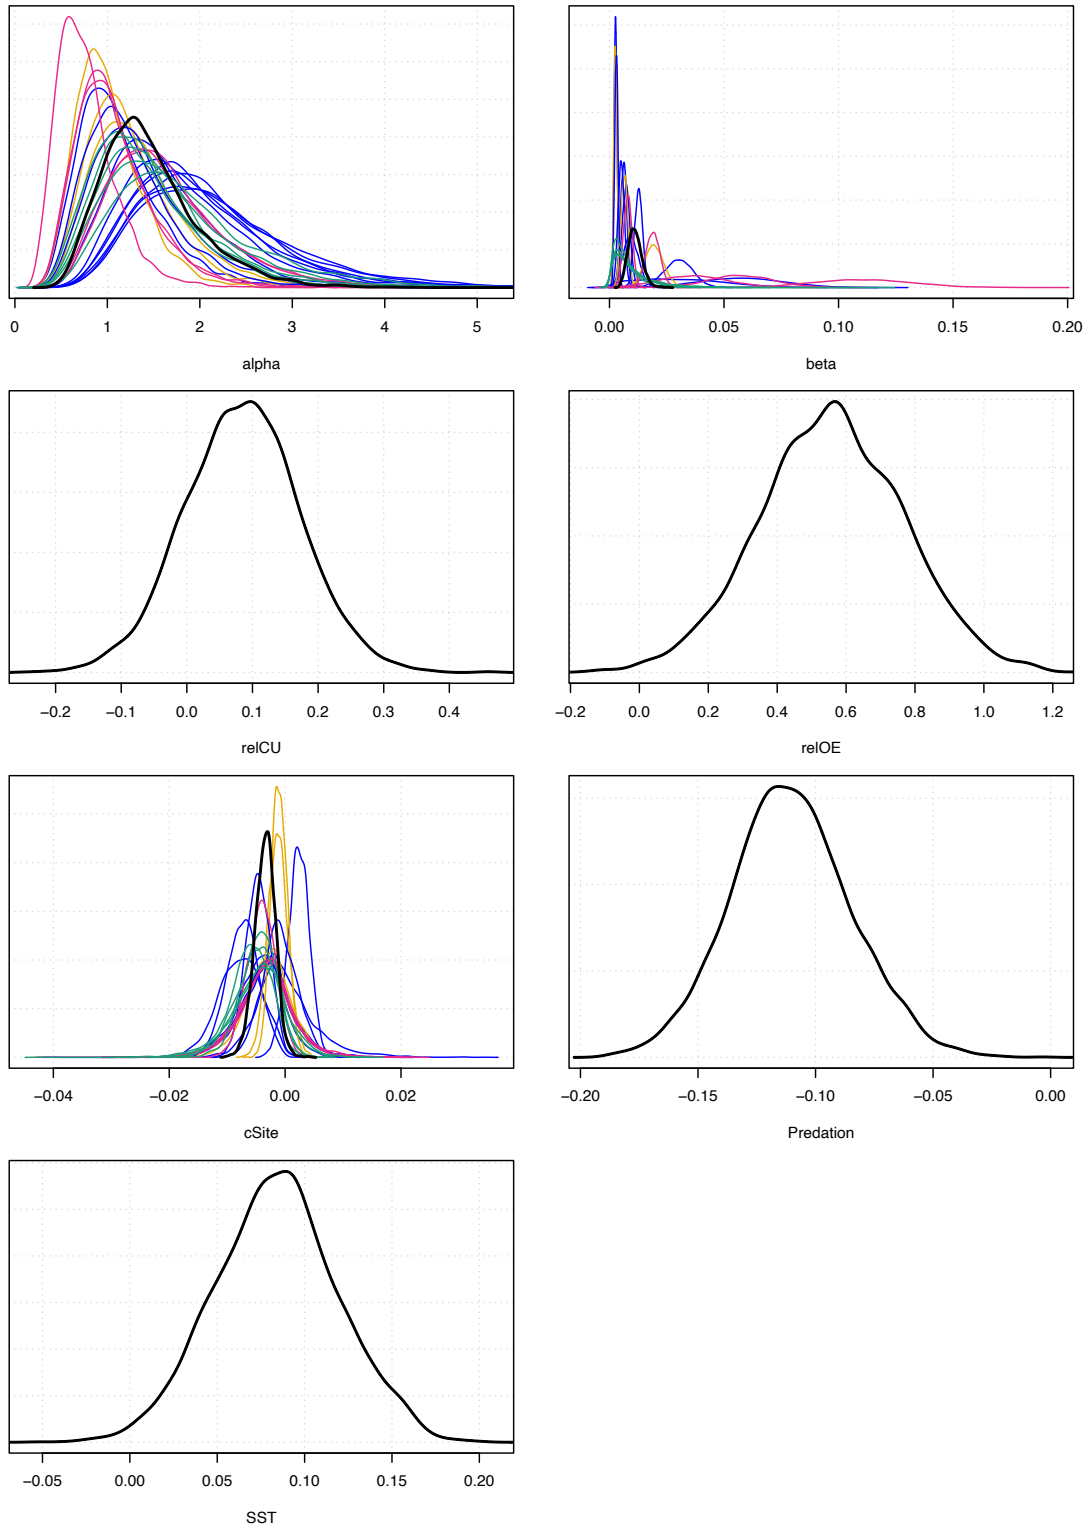 0 1 2 3 4 5
alpha
0.00 0.05 0.10 0.15 0.20
beta
−0.2 −0.1 0.0 0.1 0.2 0.3 0.4
relCU
−0.2 0.0 0.2 0.4 0.6 0.8 1.0 1.2
relOE
−0.04 −0.02 0.00 0.02
cSite
−0.20 −0.15 −0.10 −0.05 0.00
Predation
−0.05 0.00 0.05 0.10 0.15 0.20
SST